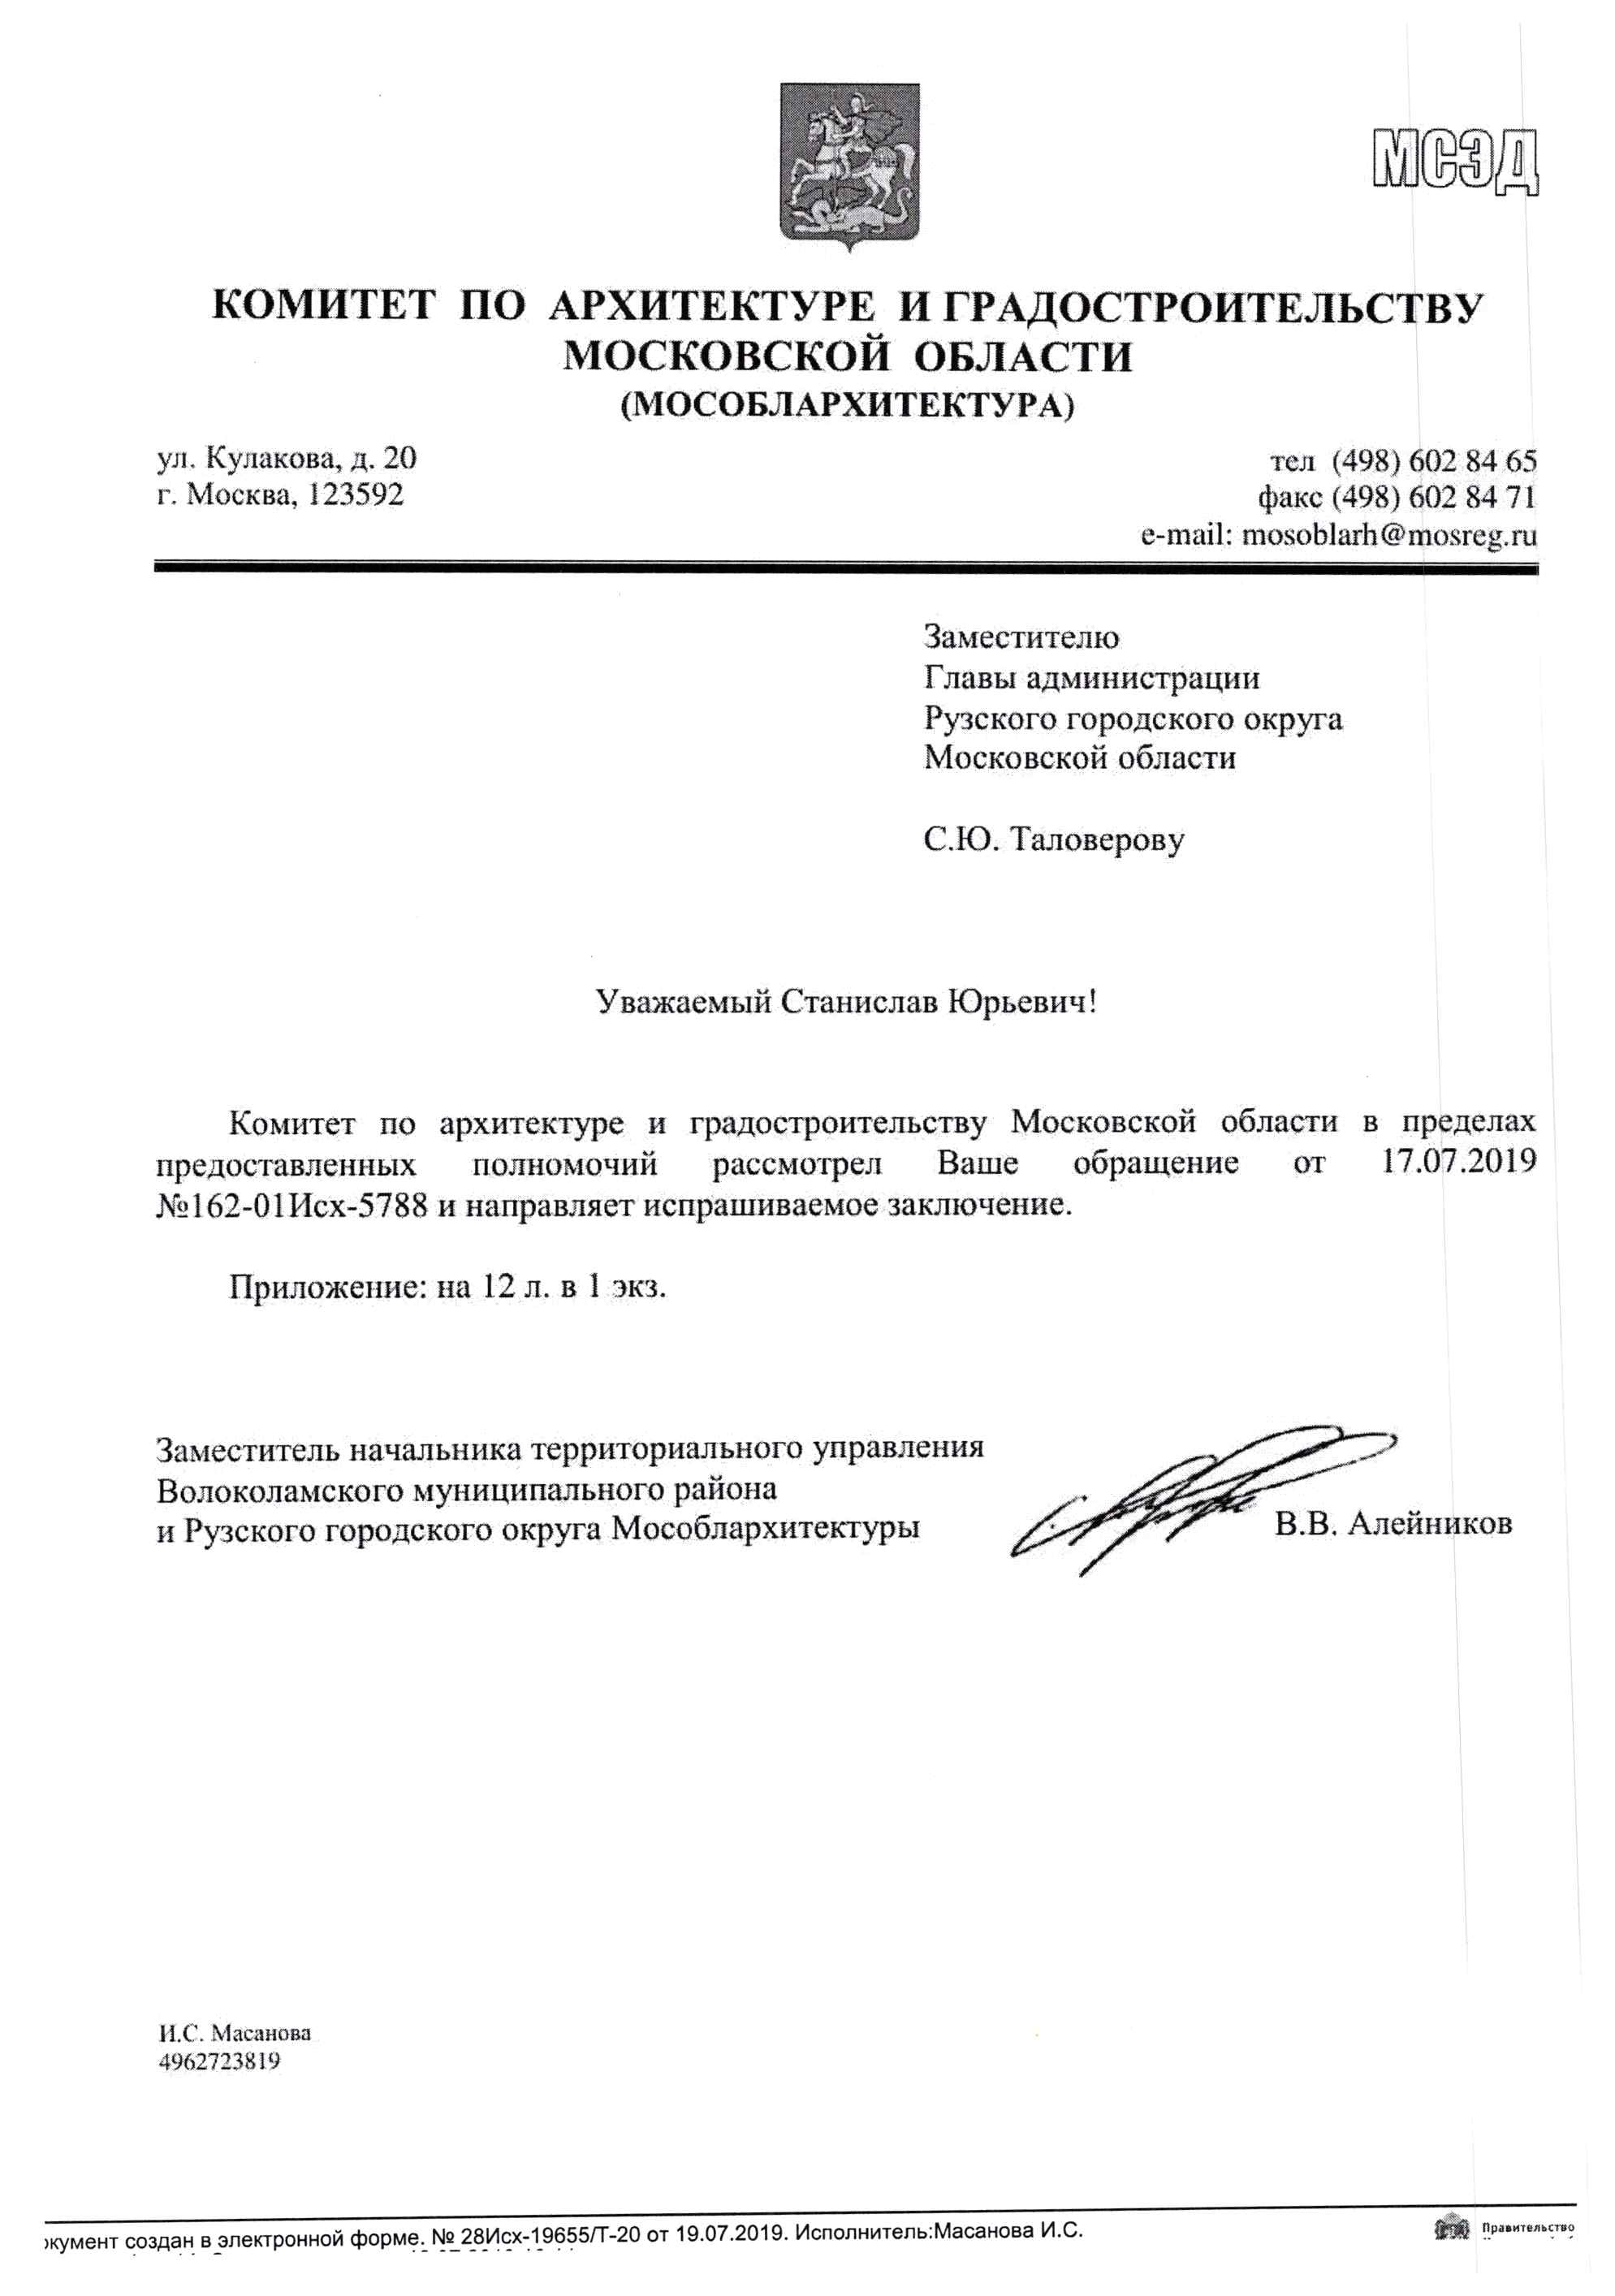 МСЭД
КОМИТЕТ ПО АРХИТЕКТУРЕ И ГРАДОСТРОИТЕЛЬСТВУ
МОСКОВСКОЙ ОБЛАСТИ
(МОСОБЛАРХИТЕКТУРА)
ул. Кулакова, д. 20
г. Москва, 123592
тел (498) 602 84 65
факс (498) 602 84 71
e-mail: mosoblarh@mosreg.ru
Заместителю
Главы администрации
Рузского городского округа
Московской области
С.Ю. Таловерову
Уважаемый Станислав Юрьевич!
Комитет по архитектуре и градостроительству Московской области в пределах
предоставленных полномочий рассмотрел Ваше обращение от 17.07.2019
№162-01Исх-5788 и направляет испрашиваемое заключение.
Приложение: на 12 л. в 1 экз.
Заместитель начальника территориального управления
Волоколамского муниципального района
и Рузского городского округа Мособлархитектуры
В.В. Алейников
И.С. Масанова
4962723819
окумент создан в электронной форме. № 28Исх-19655/Т-20 от 19.07.2019. Исполнитель:Масанова И.С.
Правительство